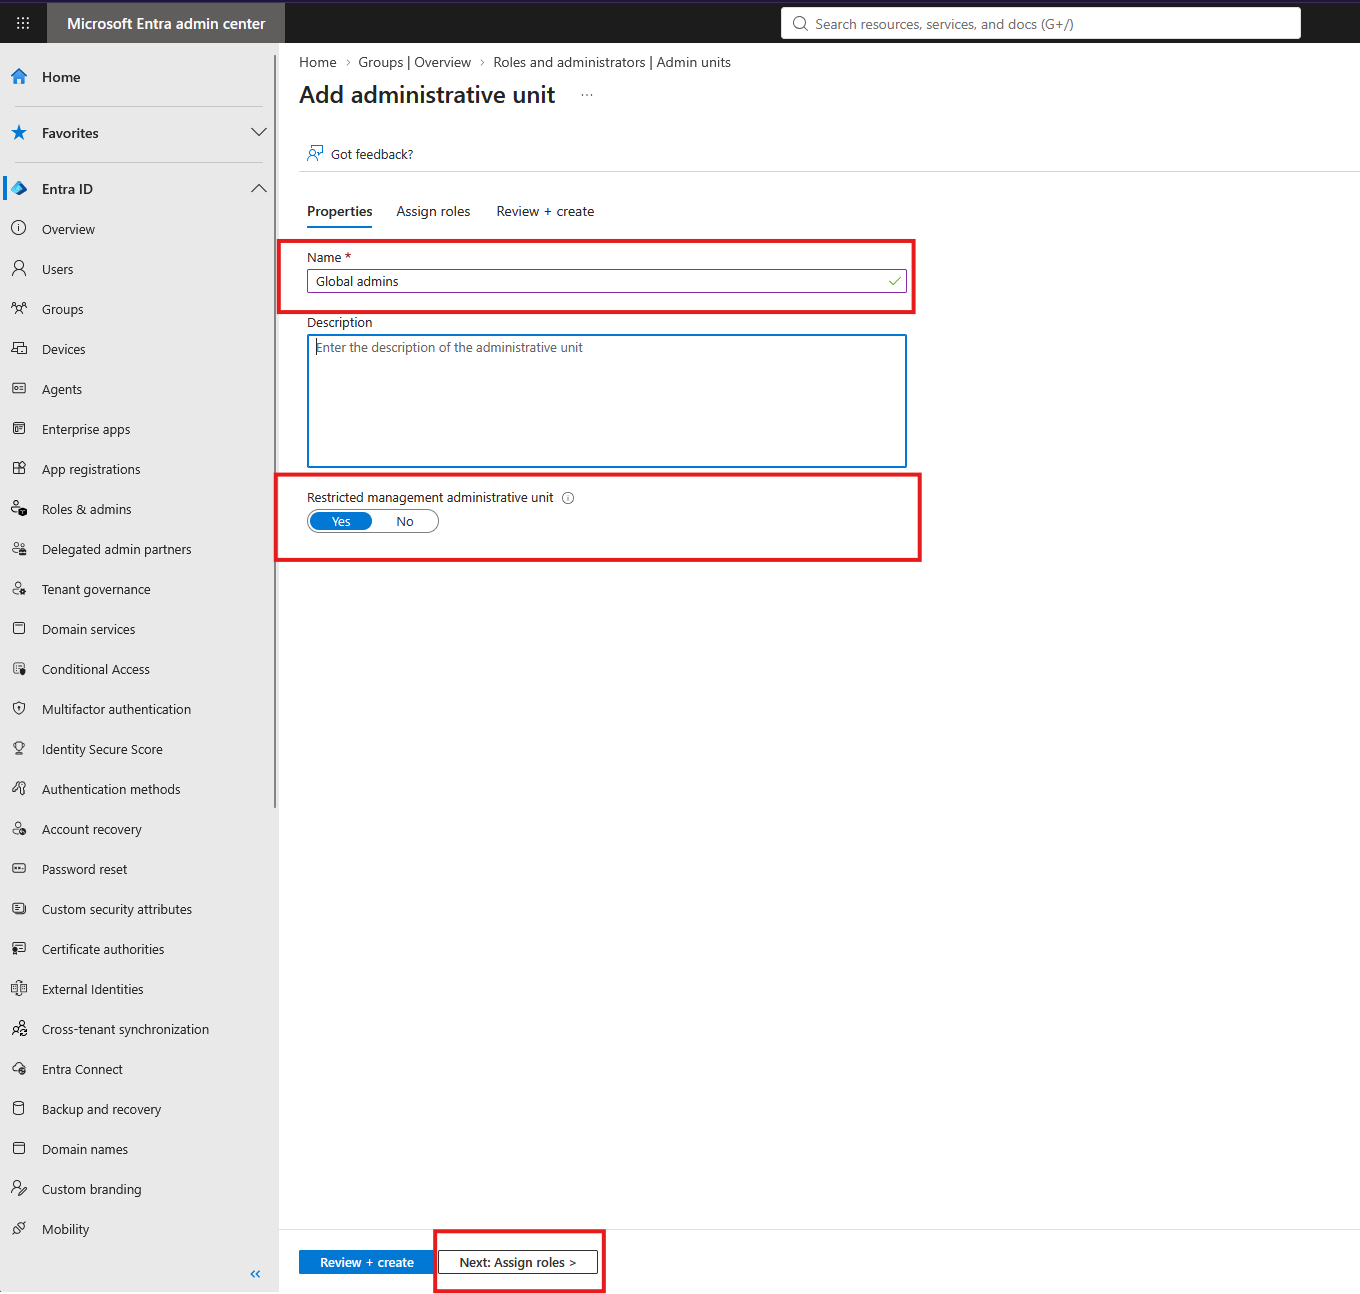 Microsoft Entra admin center
Search resources, services, and docs (G+/)
Home
Favorites
Entra ID
Overview
Users
Groups
Devices
Agents
Enterprise apps
App registrations
Roles & admins
Delegated admin partners
Tenant governance
Domain services
Conditional Access
Multifactor authentication
Identity Secure Score
Authentication methods
Account recovery
Password reset
Custom security attributes
Certificate authorities
External Identities
Cross-tenant synchronization
Entra Connect
Backup and recovery
Domain names
Custom branding
Mobility
Home > Groups | Overview > Roles and administrators | Admin units
Add administrative unit ...
Got feedback?
Properties Assign roles Review + create
Name *
Global admins
Description
Enter the description of the administrative unit
Restricted management administrative unit
Yes No
Review + create Next: Assign roles >